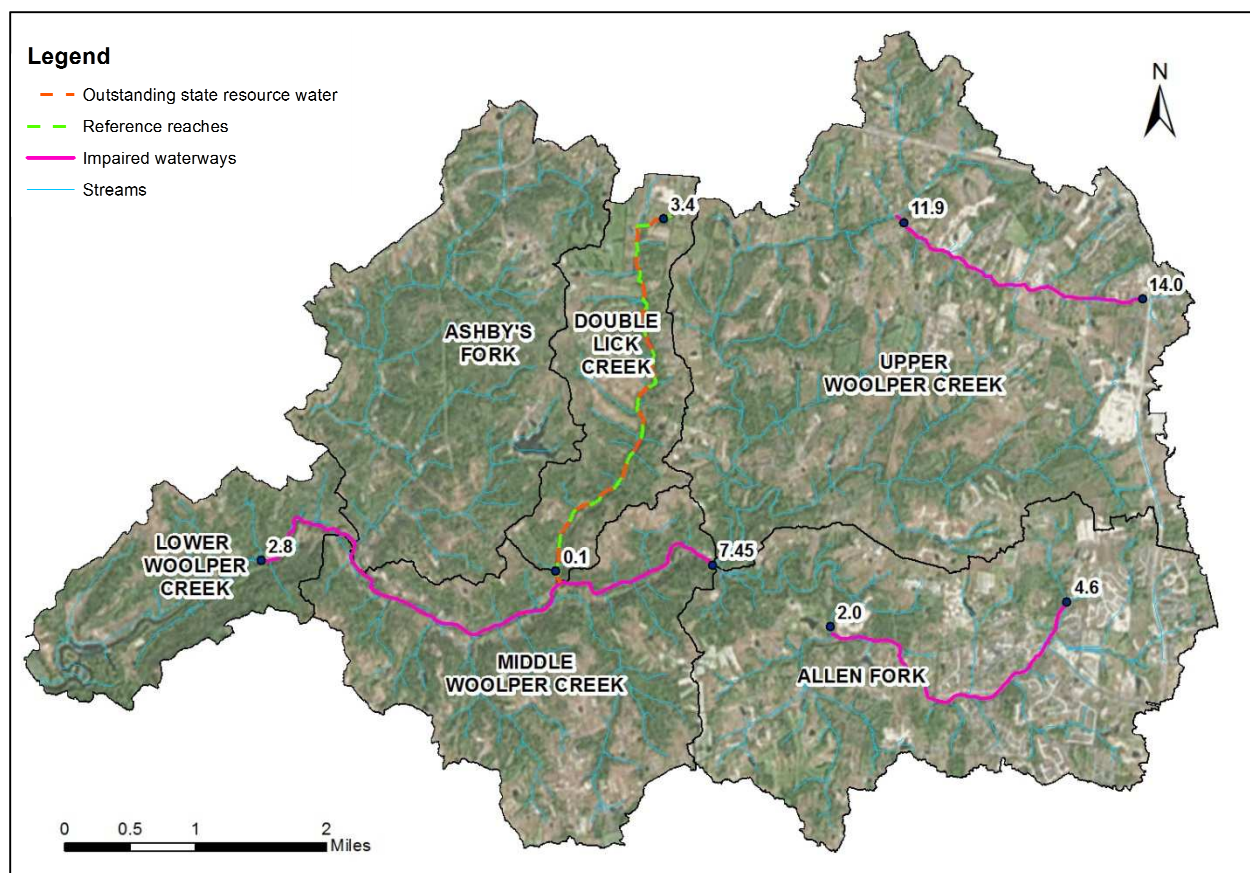 Legend
Outstanding state resource water
Reference reaches
Impaired waterways
Streams
N
3.4
11.9
14.0
ASHBY'S
FORK
DOUBLE
LICK
CREEK
UPPER
WOOLPER CREEK
LOWER
WOOLPER
CREEK
2.8
0.1
7.45
2.0
4.6
MIDDLE
WOOLPER CREEK
ALLEN FORK
0 0.5 1 2
Miles